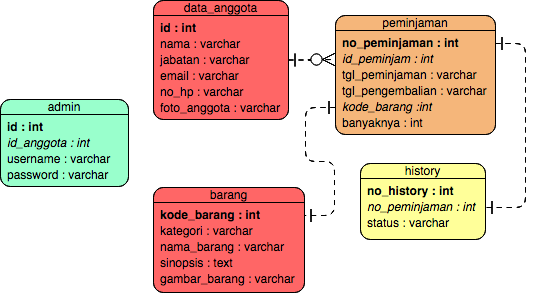 data_anggota
id : int
nama : varchar
jabatan : varchar
email : varchar
no_hp : varchar
foto_anggota : varchar
peminjaman
no_peminjaman : int
id_peminjam : int
tgl_peminjaman : varchar
tgl_pengembalian : varchar
kode_barang :int
banyaknya : int
admin
id : int
id_anggota : int
username : varchar
password : varchar
barang
kode_barang : int
kategori : varchar
nama_barang : varchar
sinopsis : text
gambar_barang : varchar
history
no_history : int
no_peminjaman : int
status : varchar